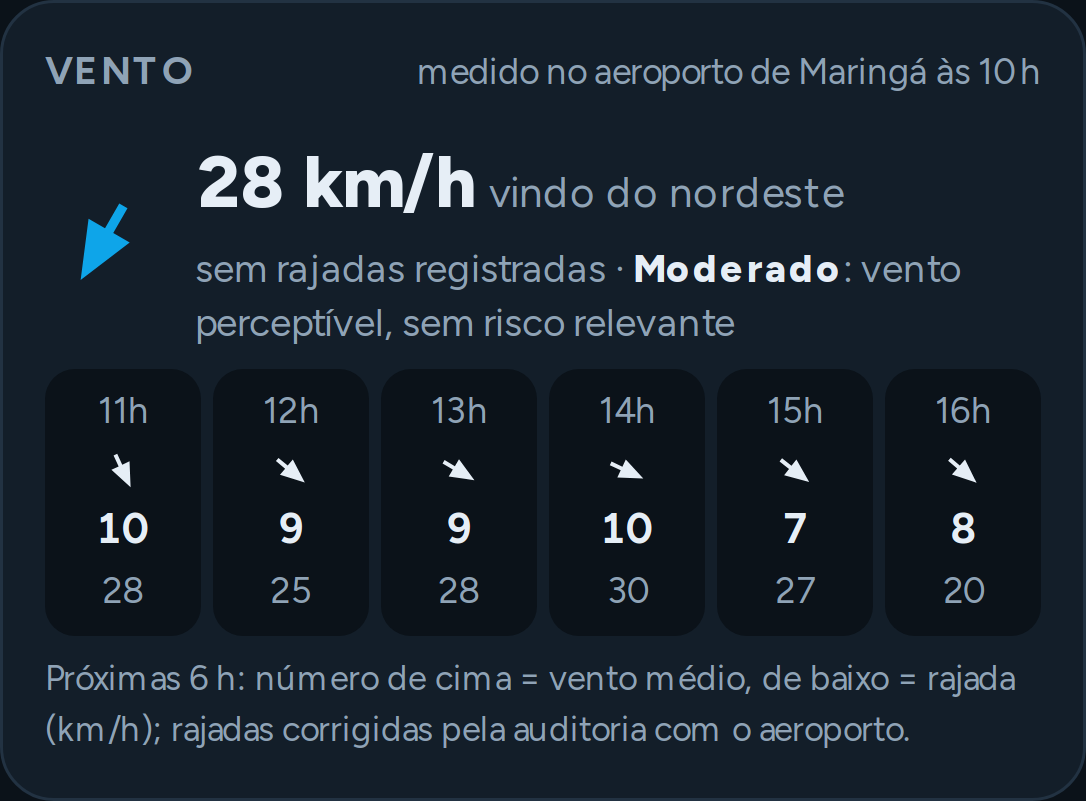 VENTO medido no aeroporto de Maringá às 10 h
28 km/h vindo do nordeste
sem rajadas registradas · Moderado: vento
perceptível, sem risco relevante
11h 12h 13h 14h 15h 16h
10 9 9 10 7 8
28 25 28 30 27 20
Próximas 6 h: número de cima = vento médio, de baixo = rajada
(km/h); rajadas corrigidas pela auditoria com o aeroporto.